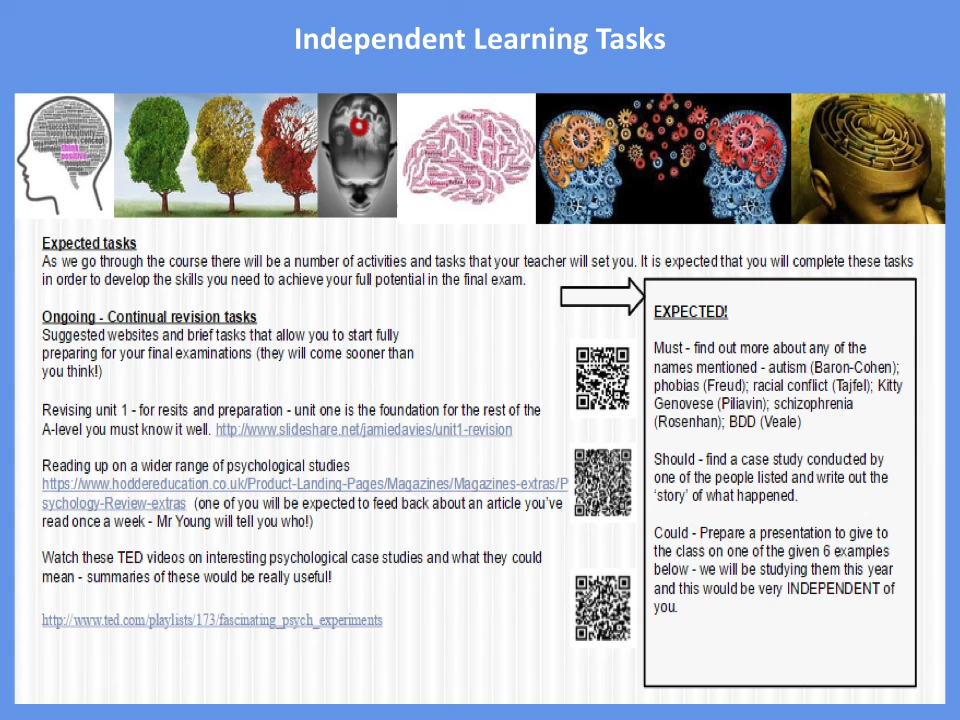 Independent Learning Tasks
successful
creativity
concept
think
positive
Expected tasks
As we go through the course there will be a number of activities and tasks that your teacher will set you. It is expected that you will complete these tasks
in order to develop the skills you need to achieve your full potential in the final exam.
Ongoing - Continual revision tasks
Suggested websites and brief tasks that allow you to start fully
preparing for your final examinations (they will come sooner than
you think!)
Revising unit 1 - for resits and preparation - unit one is the foundation for the rest of the
A-level you must know it well. http://www.slideshare.net/jamiedavies/unit1-revision
Reading up on a wider range of psychological studies
https://www.hoddereducation.co.uk/Product-Landing-Pages/Magazines/Magazines-extras/P
sychology-Review-extras (one of you will be expected to feed back about an article you've
read once a week - Mr Young will tell you who!)
Watch these TED videos on interesting psychological case studies and what they could
mean - summaries of these would be really useful!
http://www.ted.com/playlists/173/fascinating_psych_experiments
EXPECTED!
Must - find out more about any of the
names mentioned - autism (Baron-Cohen);
phobias (Freud); racial conflict (Tajfel); Kitty
Genovese (Piliavin); schizophrenia
(Rosenhan); BDD (Veale)
Should - find a case study conducted by
one of the people listed and write out the
‘story’ of what happened.
Could - Prepare a presentation to give to
the class on one of the given 6 examples
below - we will be studying them this year
and this would be very INDEPENDENT of
you.